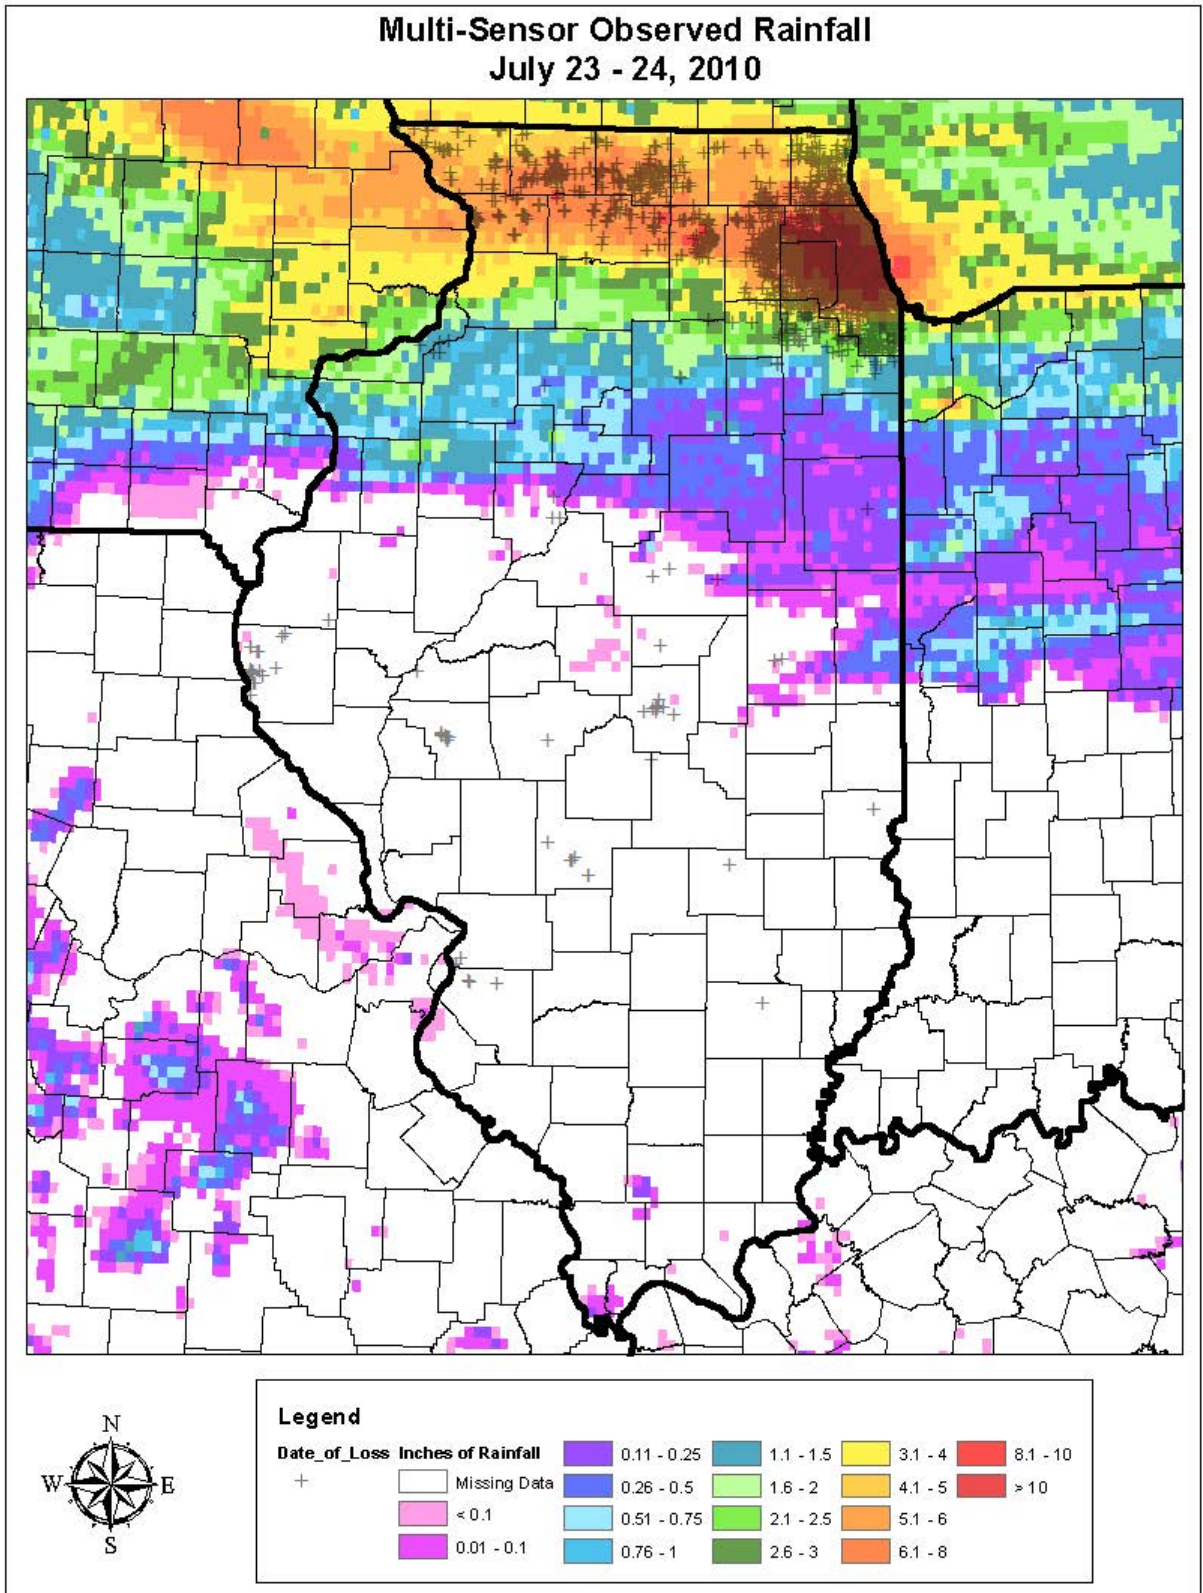 Multi-Sensor Observed Rainfall
July 23 - 24, 2010
N
W E
S
Legend
Date_of_Loss Inches of Rainfall
Missing Data
< 0.1
0.01 - 0.1
0.11 - 0.25
0.26 - 0.5
0.51 - 0.75
0.76 - 1
1.1 - 1.5
1.6 - 2
2.1 - 2.5
2.6 - 3
3.1 - 4
4.1 - 5
5.1 - 6
6.1 - 8
8.1 - 10
> 10